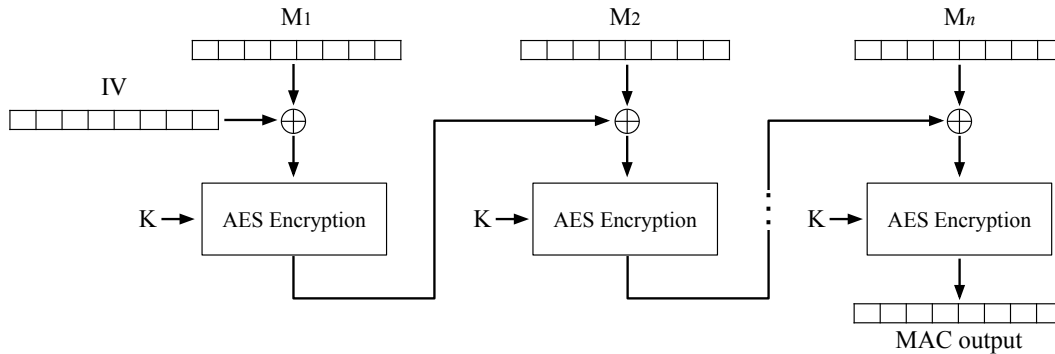 M1
M2
Mn
IV
K
AES Encryption
K
AES Encryption
K
AES Encryption
MAC output